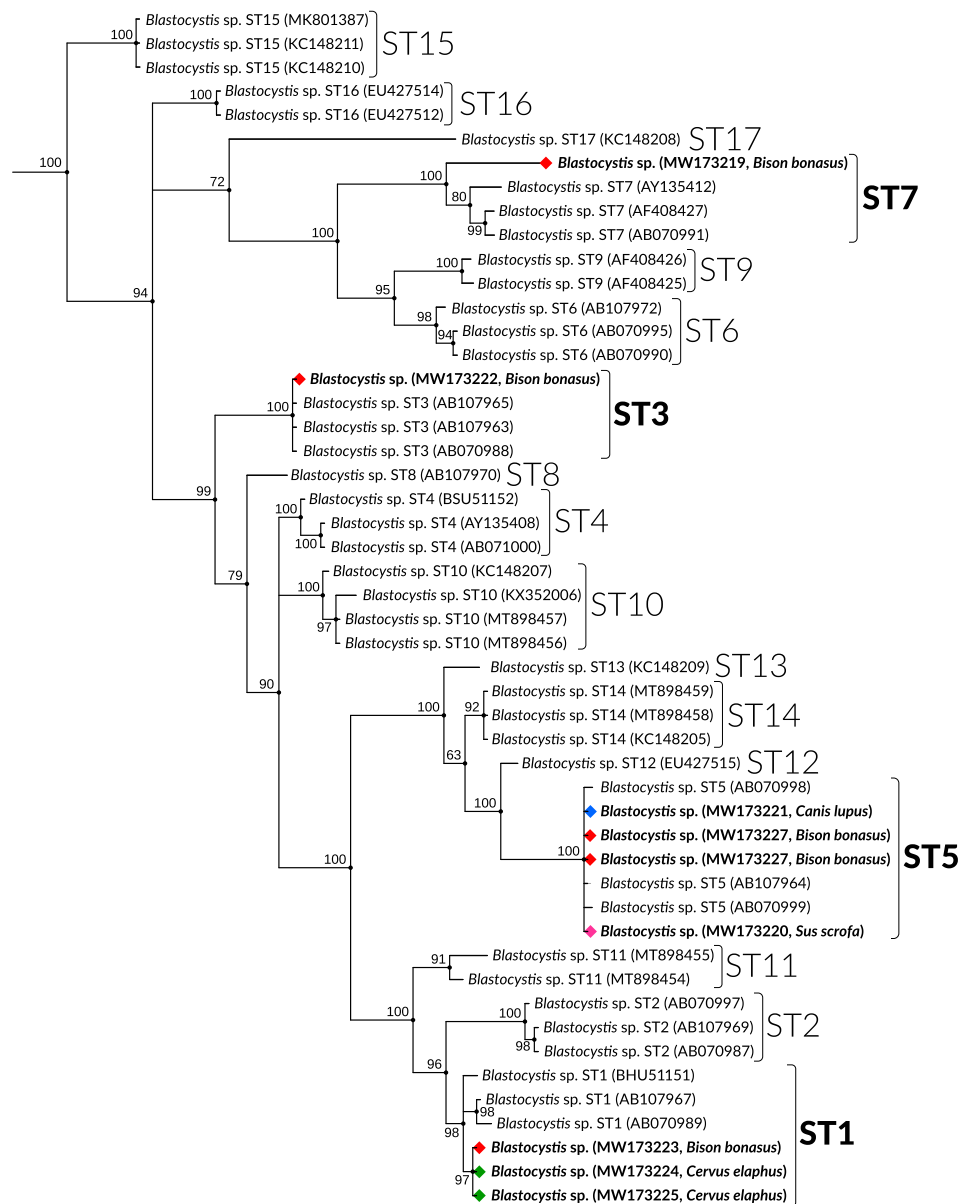 Blastocystis sp. ST15 (MK801387)
100
Blastocystis sp. ST15 (KC148211)
ST15
Blastocystis sp. ST15 (KC148210)
Blastocystis sp. ST16 (EU427514)
100
ST16
Blastocystis sp. ST16 (EU427512)
Blastocystis sp. ST17 (KC148208)
ST17
100
Blastocystis sp. (MW173219, Bison bonasus)
100
72
Blastocystis sp. ST7 (AY135412)
80
ST7
Blastocystis sp. ST7 (AF408427)
99
Blastocystis sp. ST7 (AB070991)
100
Blastocystis sp. ST9 (AF408426)
100
ST9
Blastocystis sp. ST9 (AF408425)
95
94
Blastocystis sp. ST6 (AB107972)
98
Blastocystis sp. ST6 (AB070995)
ST6
94
Blastocystis sp. ST6 (AB070990)
Blastocystis sp. (MW173222, Bison bonasus)
100
Blastocystis sp. ST3 (AB107965)
ST3
Blastocystis sp. ST3 (AB107963)
Blastocystis sp. ST3 (AB070988)
Blastocystis sp. ST8 (AB107970)
ST8
99
Blastocystis sp. ST4 (BSU51152)
100
Blastocystis sp. ST4 (AY135408)
ST4
100
Blastocystis sp. ST4 (AB071000)
79
Blastocystis sp. ST10 (KC148207)
100
Blastocystis sp. ST10 (KX352006)
ST10
Blastocystis sp. ST10 (MT898457)
97
Blastocystis sp. ST10 (MT898456)
Blastocystis sp. ST13 (KC148209)
ST13
90
Blastocystis sp. ST14 (MT898459)
100
92
Blastocystis sp. ST14 (MT898458)
ST14
Blastocystis sp. ST14 (KC148205)
63
Blastocystis sp. ST12 (EU427515)
ST12
Blastocystis sp. ST5 (AB070998)
100
Blastocystis sp. (MW173221, Canis lupus)
Blastocystis sp. (MW173227, Bison bonasus)
100
Blastocystis sp. (MW173227, Bison bonasus)
ST5
100
Blastocystis sp. ST5 (AB107964)
Blastocystis sp. ST5 (AB070999)
Blastocystis sp. (MW173220, Sus scrofa)
Blastocystis sp. ST11 (MT898455)
91
ST11
Blastocystis sp. ST11 (MT898454)
Blastocystis sp. ST2 (AB070997)
100
100
Blastocystis sp. ST2 (AB107969)
ST2
98
Blastocystis sp. ST2 (AB070987)
96
Blastocystis sp. ST1 (BHU51151)
Blastocystis sp. ST1 (AB107967)
98
Blastocystis sp. ST1 (AB070989)
98
ST1
Blastocystis sp. (MW173223, Bison bonasus)
Blastocystis sp. (MW173224, Cervus elaphus)
97
Blastocystis sp. (MW173225, Cervus elaphus)